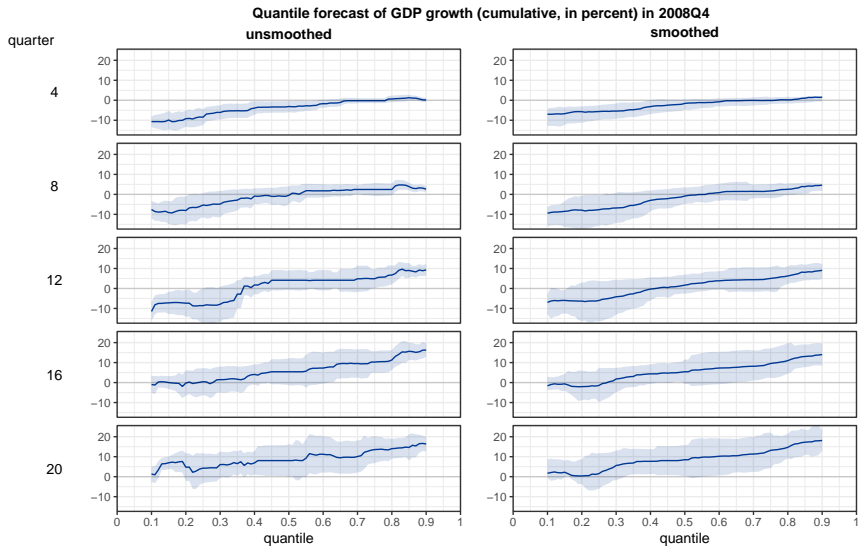 Quantile forecast of GDP growth (cumulative, in percent) in 2008Q4
quarter unsmoothed smoothed
4
20 10 0 −10 20 10 0 −10
8
20 10 0 −10 20 10 0 −10
12
20 10 0 −10 20 10 0 −10
16
20 10 0 −10 20 10 0 −10
20
20 10 0 −10 20 10 0 −10
0 0.1 0.2 0.3 0.4 0.5 0.6 0.7 0.8 0.9 1 0 0.1 0.2 0.3 0.4 0.5 0.6 0.7 0.8 0.9 1
quantile quantile